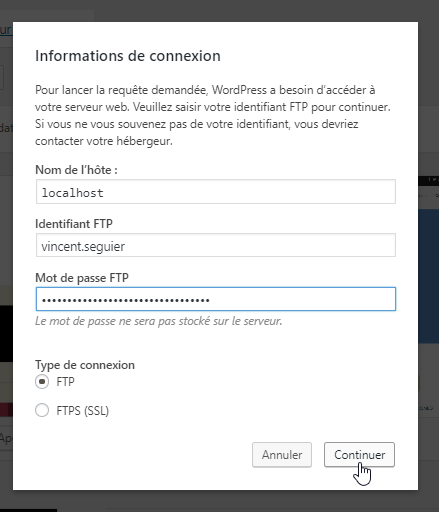 ur
Informations de connexion
Pour lancer la requête demandée, WordPress a besoin d'accéder à
votre serveur web. Veuillez saisir votre identifiant FTP pour continuer.
Si vous ne vous souvenez pas de votre identifiant, vous devriez
contacter votre hébergeur.
dat
Nom de l'hôte :
localhost
Identifiant FTP
vincent.seguier
Mot de passe FTP
•••••••••••••••••••••••••••••••••
Le mot de passe ne sera pas stocké sur le serveur.
Type de connexion
FTP
FTPS (SSL)
Ape
Annuler
Continuer